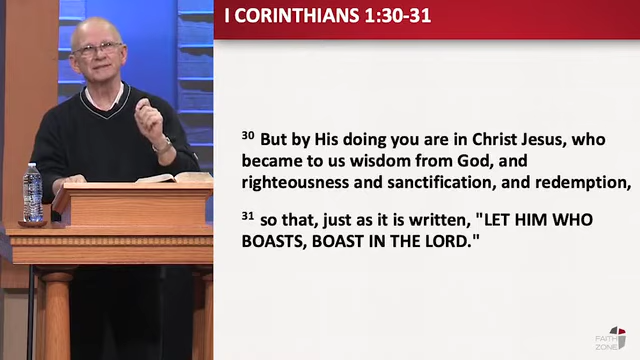 I CORINTHIANS 1:30-31
30 But by His doing you are in Christ Jesus, who
became to us wisdom from God, and
righteousness and sanctification, and redemption,
31 so that, just as it is written, "LET HIM WHO
BOASTS, BOAST IN THE LORD."
FAITH
ZONE